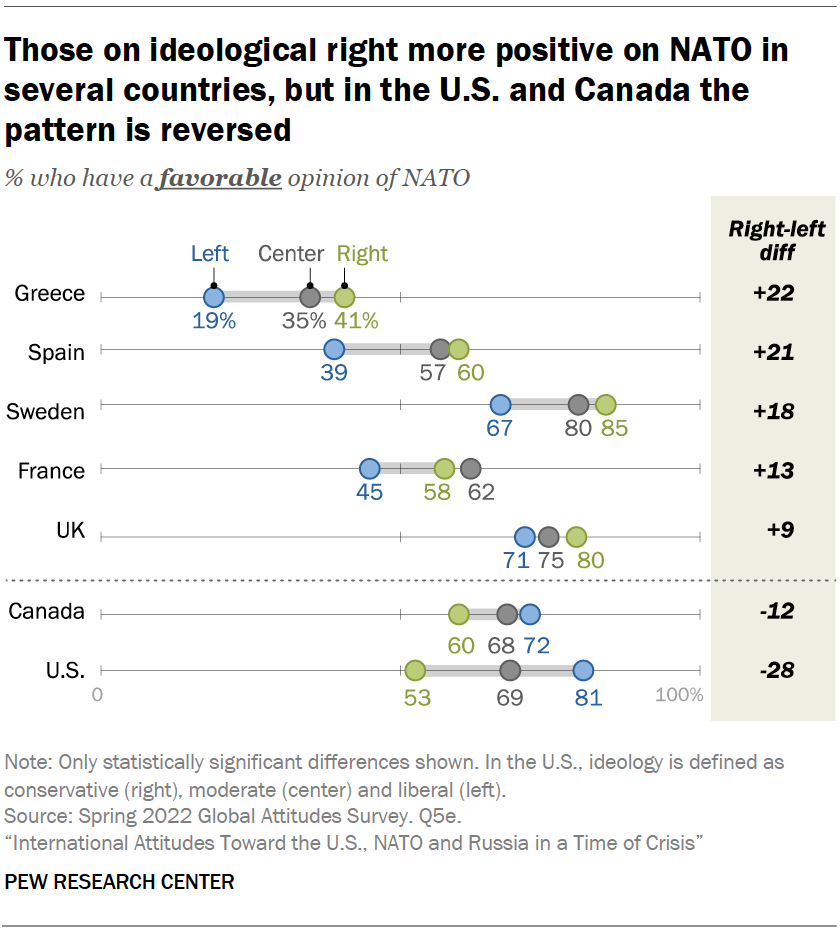 Those on ideological right more positive on NATO in
several countries, but in the U.S. and Canada the
pattern is reversed
% who have a favorable opinion of NATO
Right-left
diff
Left Center Right
Greece +22
19% 35% 41%
Spain +21
39 57 60
Sweden +18
67 80 85
France +13
45 58 62
UK +9
71 75 80
Canada -12
60 68 72
U.S. -28
0 53 69 81 100%
Note: Only statistically significant differences shown. In the U.S., ideology is defined as
conservative (right), moderate (center) and liberal (left).
Source: Spring 2022 Global Attitudes Survey. Q5e.
“International Attitudes Toward the U.S., NATO and Russia in a Time of Crisis”
PEW RESEARCH CENTER